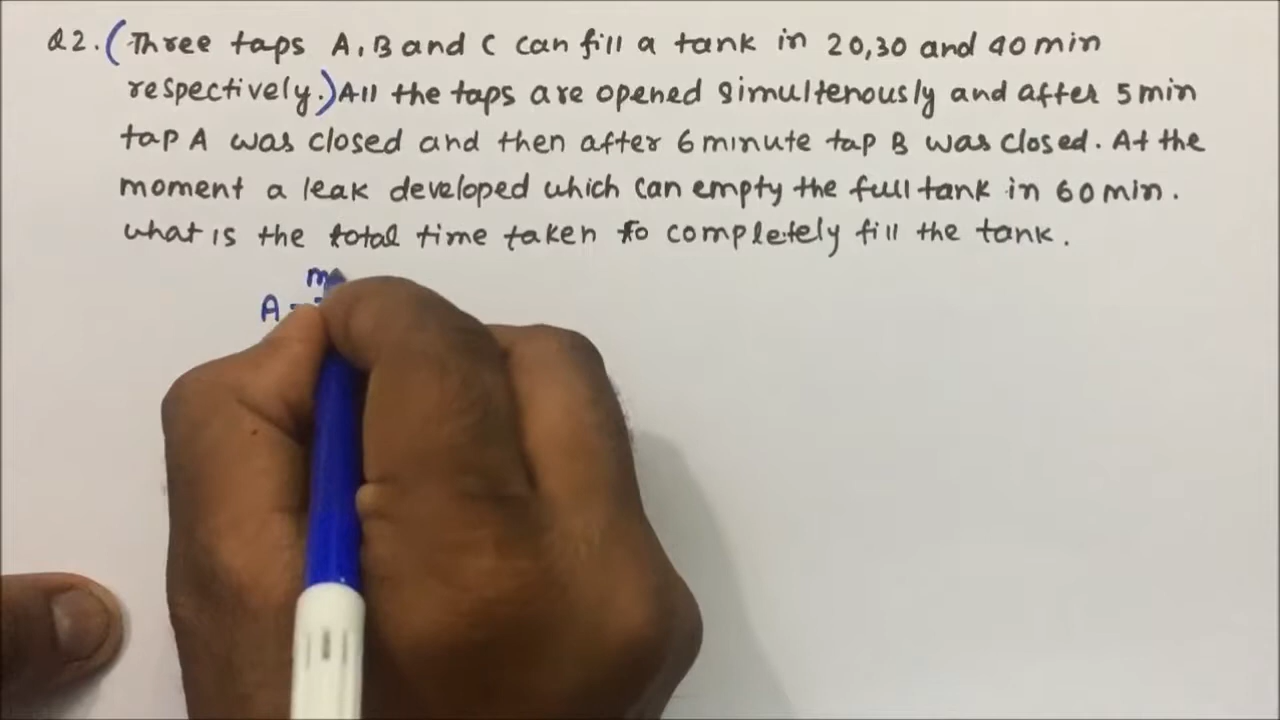 Q2. (Three taps A, B and C can fill a tank in 20,30 and 40 min
respectively.) All the taps are opened simultenously and after 5 min
tap A was closed and then after 6 minute tap B was closed. At the
moment a leak developed which can empty the full tank in 60 min.
what is the total time taken to completely fill the tank.
A